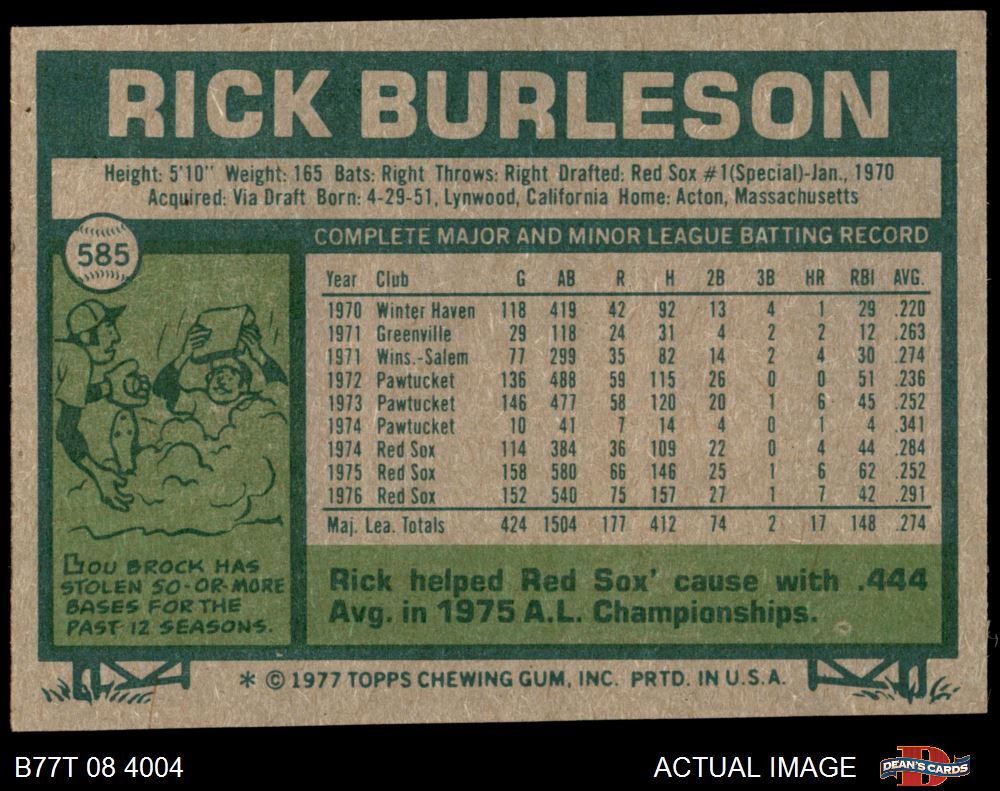 RICK BURLESON
Height: 5'10" Weight: 165 Bats: Right Throws: Right Drafted: Red Sox #1(Special)-Jan., 1970
Acquired: Via Draft Born: 4-29-51, Lynwood, California Home: Acton, Massachusetts
585
COMPLETE MAJOR AND MINOR LEAGUE BATTING RECORD
Year Club G AB R H 2B 3B HR RBI AVG.
1970 Winter Haven 118 419 42 92 13 4 1 29 .220
1971 Greenville 29 118 24 31 4 2 2 12 .263
1971 Wins.-Salem 77 299 35 82 14 2 4 30 .274
1972 Pawtucket 136 488 59 115 26 0 0 51 .236
1973 Pawtucket 146 477 58 120 20 1 6 45 .252
1974 Pawtucket 10 41 7 14 4 0 1 4 .341
1974 Red Sox 114 384 36 109 22 0 4 44 .284
1975 Red Sox 158 580 66 146 25 1 6 62 .252
1976 Red Sox 152 540 75 157 27 1 7 42 .291
Maj. Lea. Totals 424 1504 177 412 74 2 17 148 .274
LOU BROCK HAS
STOLEN 50-OR-MORE
BASES FOR THE
PAST 12 SEASONS.
Rick helped Red Sox' cause with .444
Avg. in 1975 A.L. Championships.
* © 1977 TOPPS CHEWING GUM, INC. PRTD. IN U.S.A.
B77T 08 4004
ACTUAL IMAGE
D
DEAN'S CARDS